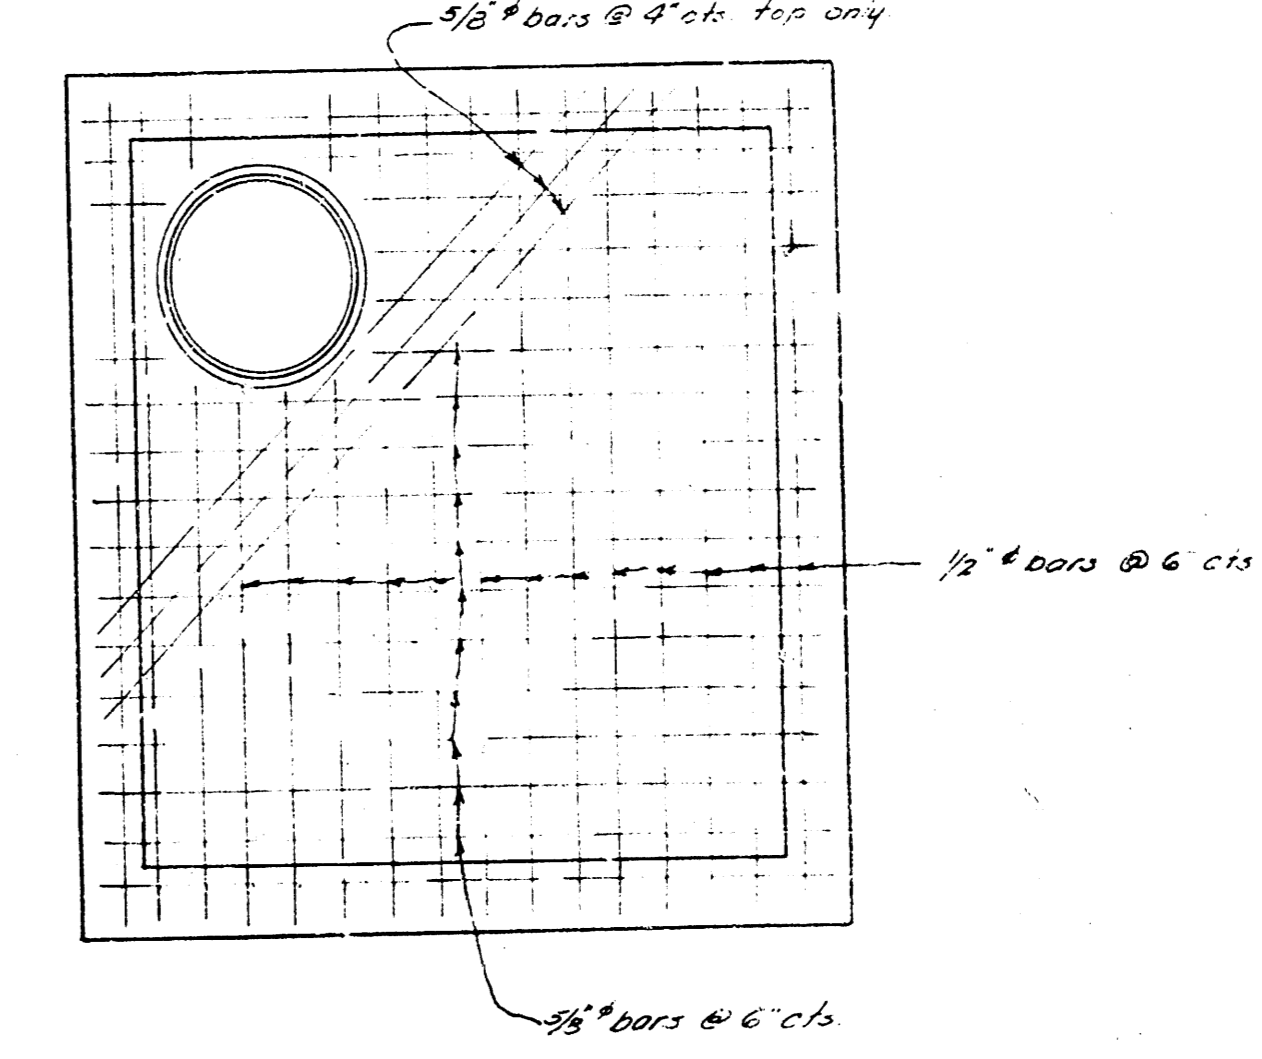 5/8" ϕ bars @ 4" cts. top only
1/2" ϕ bars @ 6" cts
5/8" ϕ bars @ 6" cts.